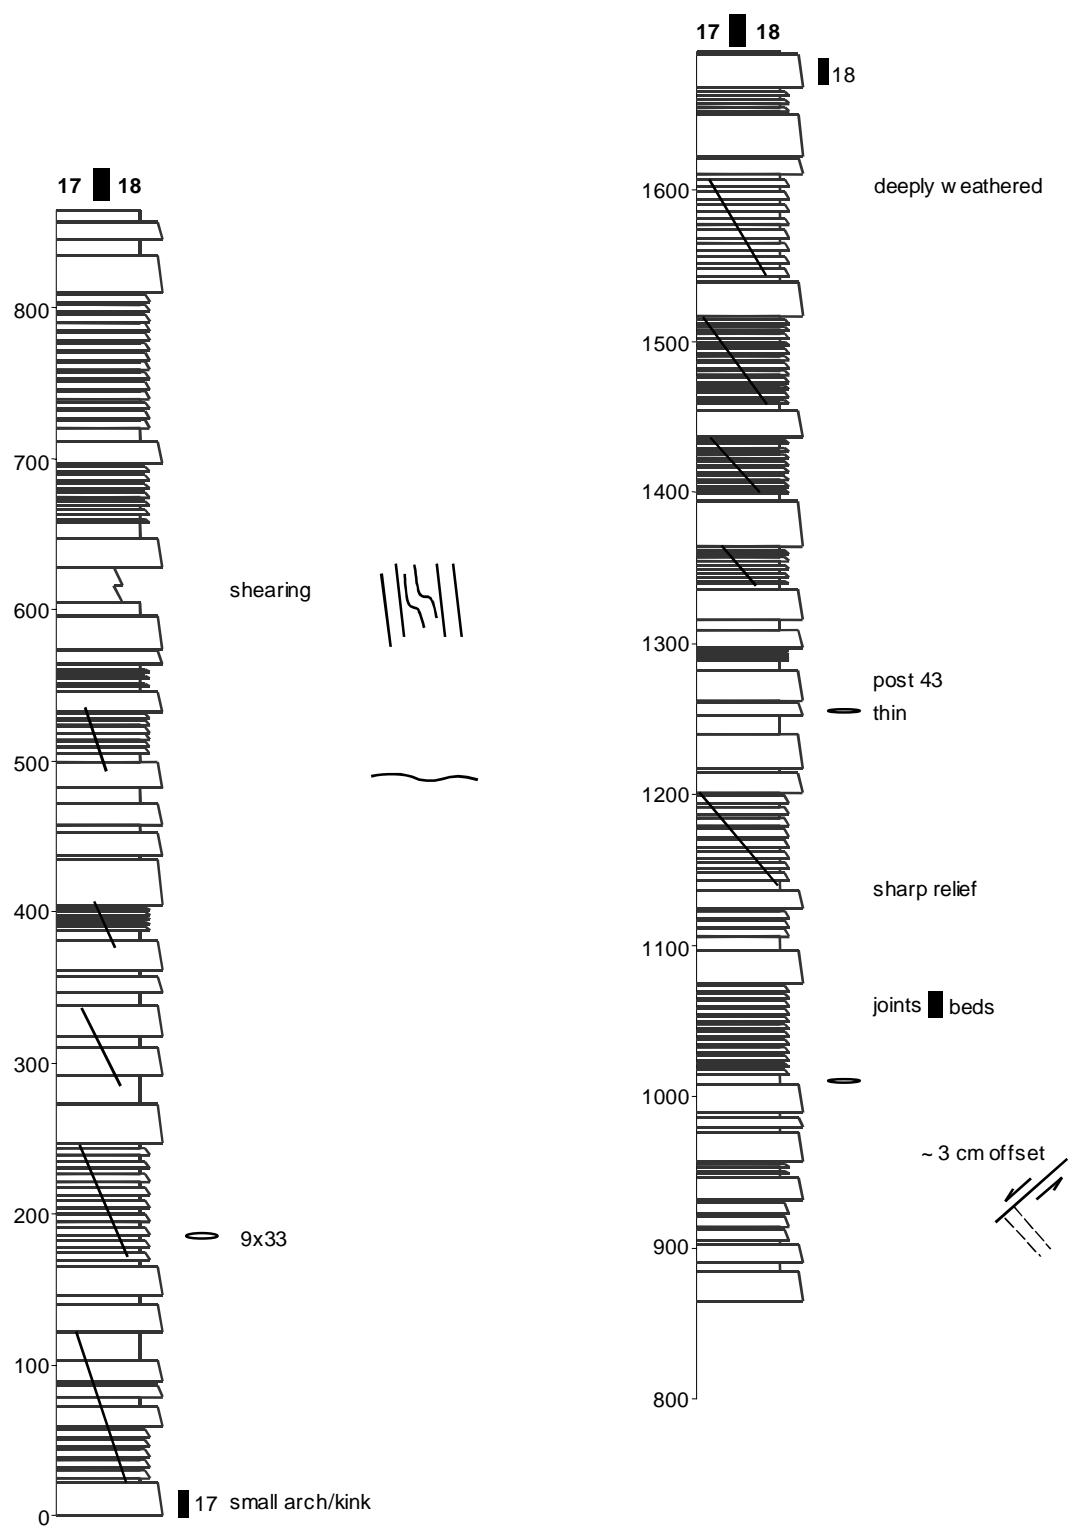 17 18
800
700
600
shearing
500
400
300
200
9x33
100
0
17 small arch/kink
17 18
18
1600
deeply weathered
1500
1400
1300
post 43
thin
1200
sharp relief
1100
joints beds
1000
~ 3 cm offset
900
800